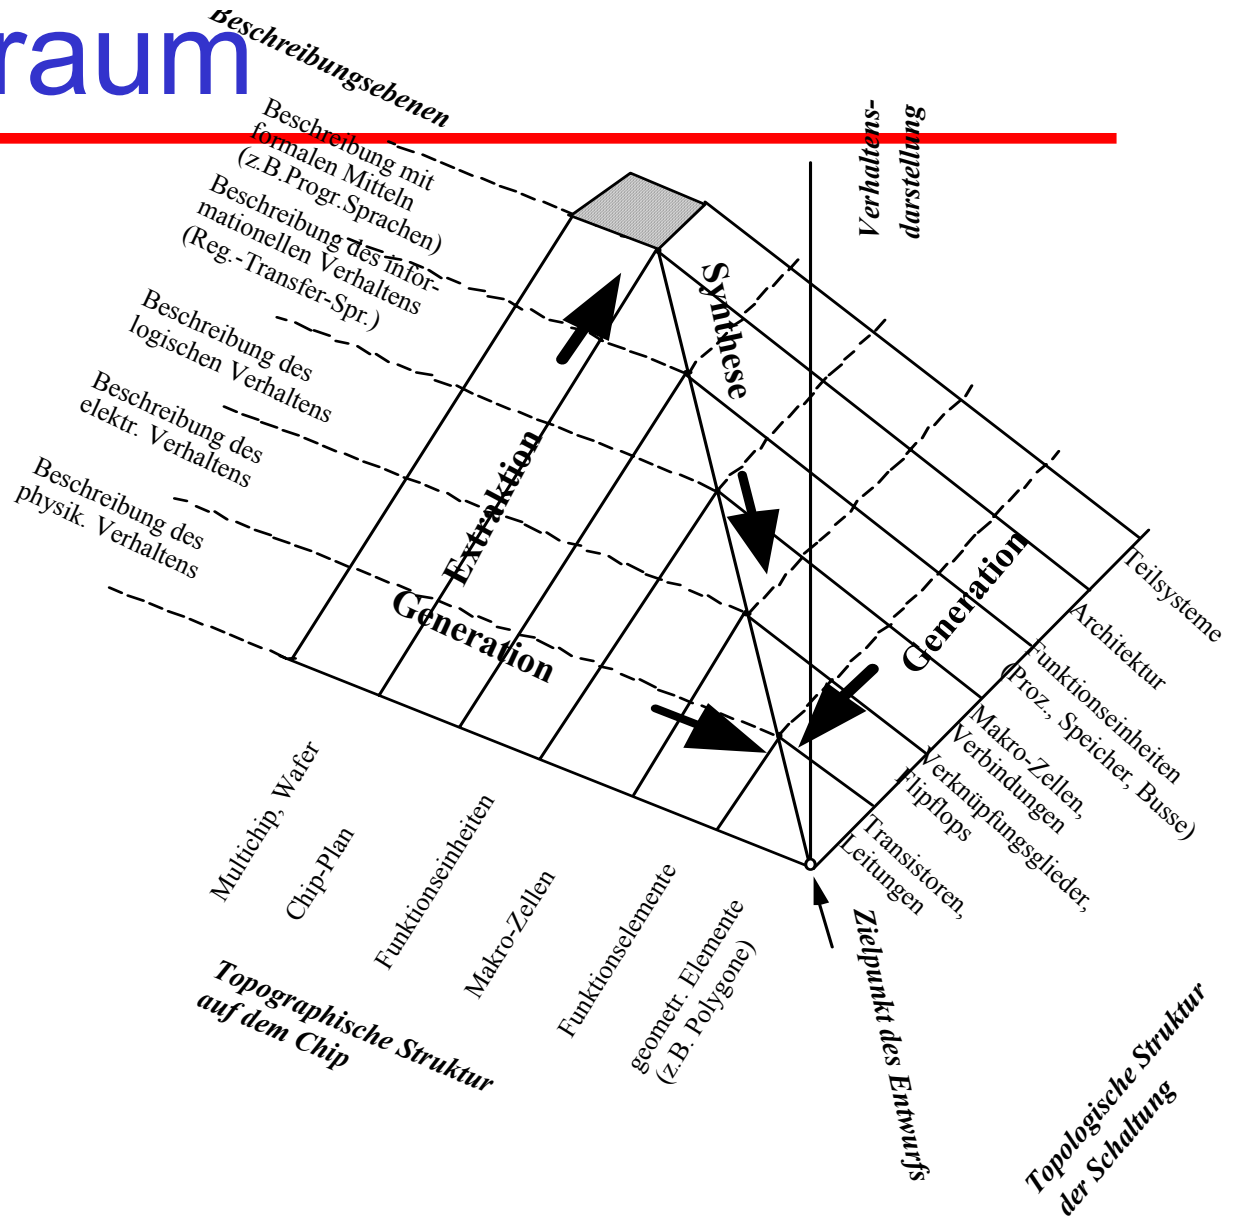 raum
Beschreibungsebenen
Beschreibung mit
formalen Mitteln
(z.B.Progr.Sprachen)
Beschreibung des infor-
mationellen Verhaltens
(Reg.-Transfer-Spr.)
Beschreibung des
logischen Verhaltens
Beschreibung des
elektr. Verhaltens
Beschreibung des
physik. Verhaltens
Verhaltens-
darstellung
Synthese
Extraktion
Generation
Generation
Teilsysteme
Architektur
Funktionseinheiten
(Proz., Speicher, Busse)
Makro-Zellen,
Verbindungen
Verknüpfungsglieder,
Flipflops
Transistoren,
Leitungen
Multichip, Wafer
Chip-Plan
Funktionseinheiten
Makro-Zellen
Funktionselemente
geometr. Elemente
(z.B. Polygone)
Topographische Struktur
auf dem Chip
Zielpunkt des Entwurfs
Topologische Struktur
der Schaltung